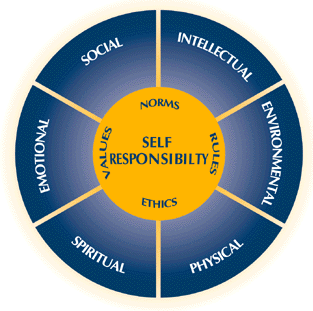 SOCIAL
INTELLECTUAL
ENVIRONMENTAL
PHYSICAL
SPIRITUAL
EMOTIONAL
NORMS
RULES
ETHICS
VALUES
SELF
RESPONSIBILTY